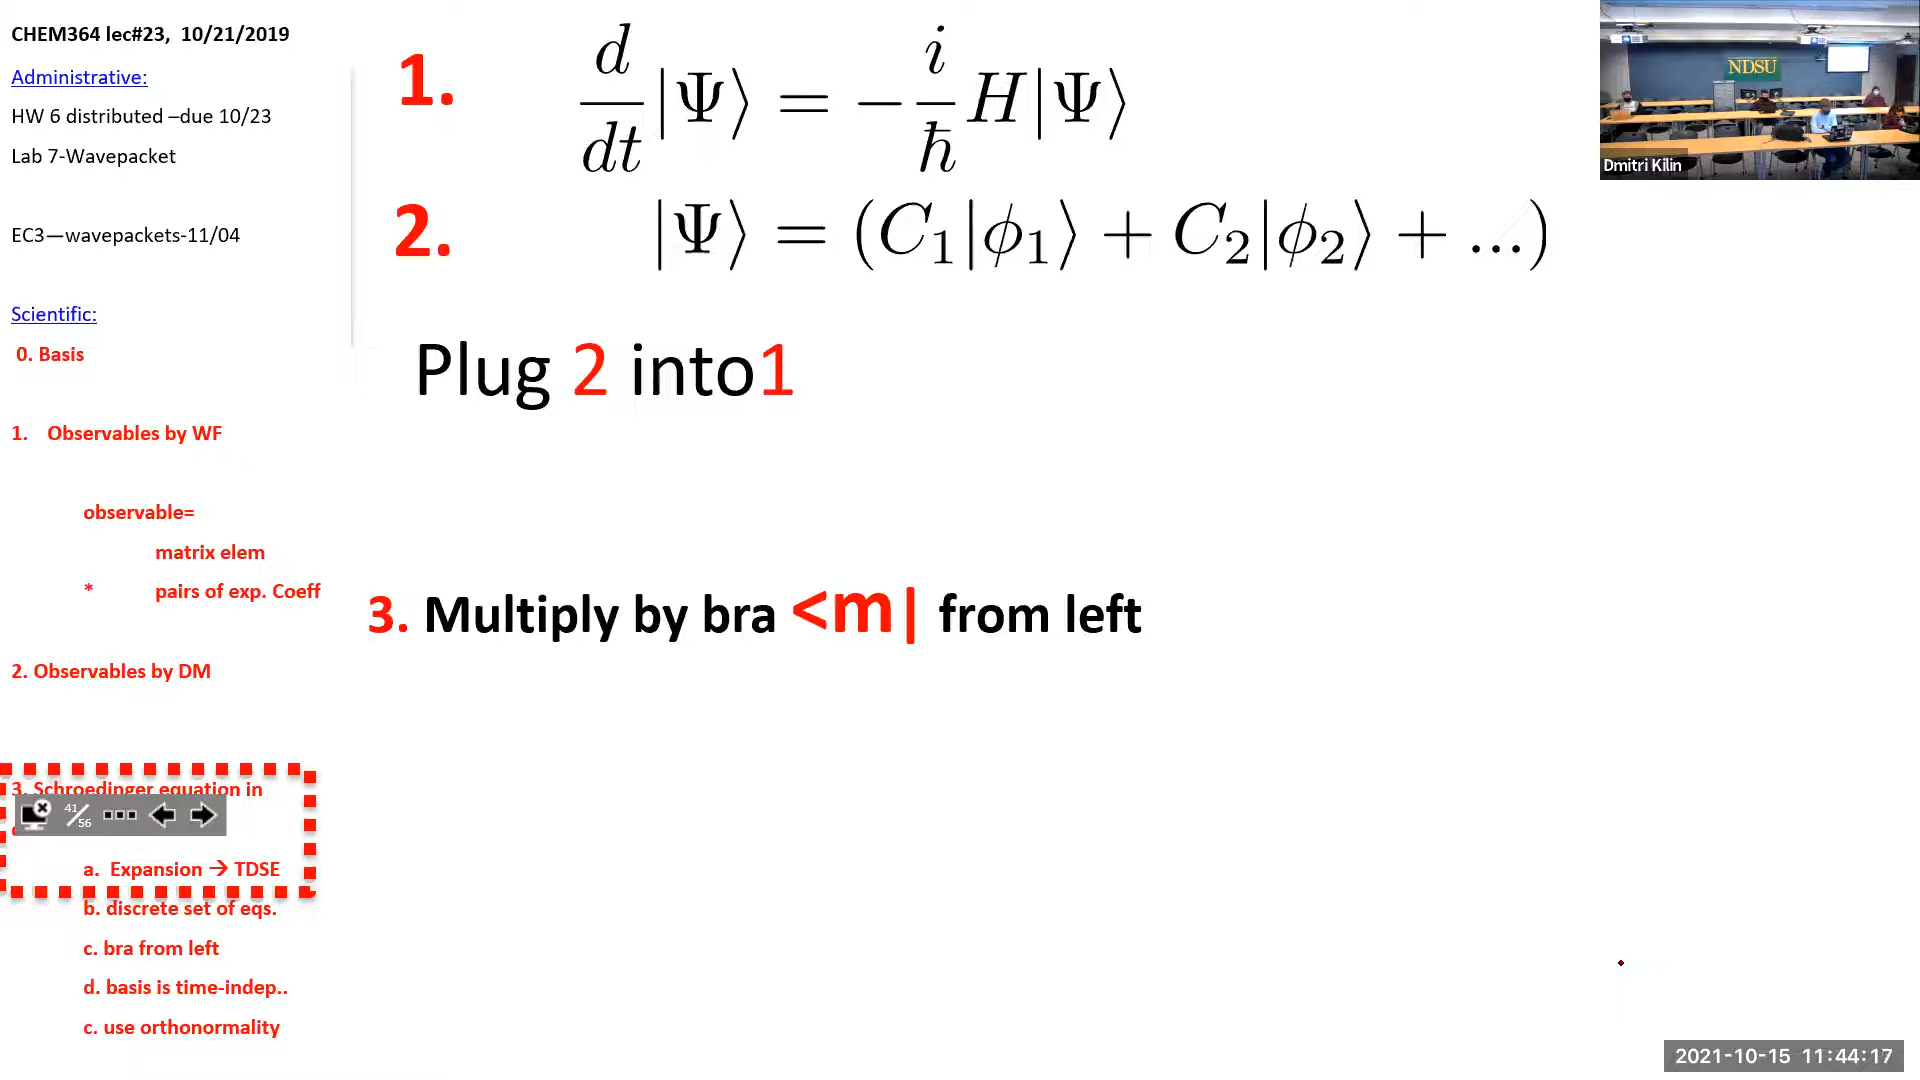 CHEM364 lec#23, 10/21/2019
Administrative:
HW 6 distributed –due 10/23
Lab 7-Wavepacket
EC3—wavepackets-11/04
Scientific:
0. Basis
1. Observables by WF
observable=
matrix elem
* pairs of exp. Coeff
2. Observables by DM
3. Schroedinger equation in
41/56
a. Expansion → TDSE
b. discrete set of eqs.
c. bra from left
d. basis is time-indep..
c. use orthonormality
1. d/dt |Ψ⟩ = − i/ħ H|Ψ⟩
2. |Ψ⟩ = (C₁|ϕ₁⟩ + C₂|ϕ₂⟩ + ...)
Plug 2 into1
3. Multiply by bra <m| from left
NDSU
Dmitri Kilin
2021-10-15 11:44:17